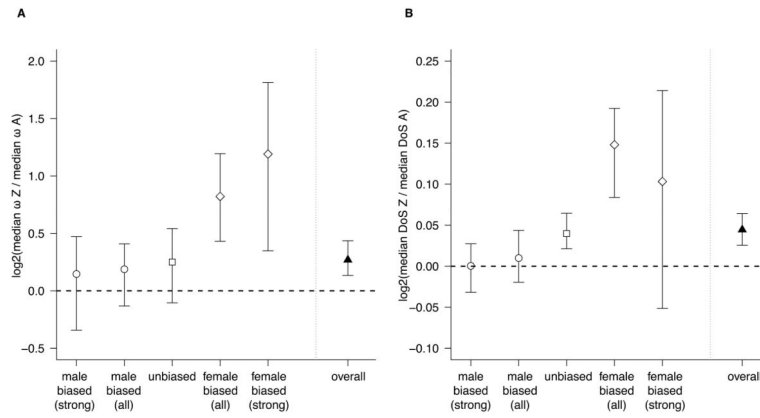 A
log2(median ω Z / median ω A)
2.0
1.5
1.0
0.5
0.0
−0.5
male
biased
(strong)
male
biased
(all)
unbiased
female
biased
(all)
female
biased
(strong)
overall
B
log2(median DoS Z / median DoS A)
0.25
0.20
0.15
0.10
0.05
0.00
−0.05
−0.10
male
biased
(strong)
male
biased
(all)
unbiased
female
biased
(all)
female
biased
(strong)
overall